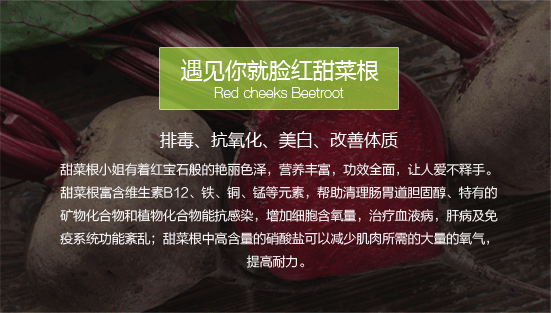 遇见你就脸红甜菜根
Red cheeks Beetroot
排毒、抗氧化、美白、改善体质
甜菜根小姐有着红宝石般的艳丽色泽，营养丰富，功效全面，让人爱不释手。
甜菜根富含维生素B12、铁、铜、锰等元素，帮助清理肠胃道胆固醇、特有的
矿物化合物和植物化合物能抗感染，增加细胞含氧量，治疗血液病，肝病及免
疫系统功能紊乱；甜菜根中高含量的硝酸盐可以减少肌肉所需的大量的氧气，
提高耐力。